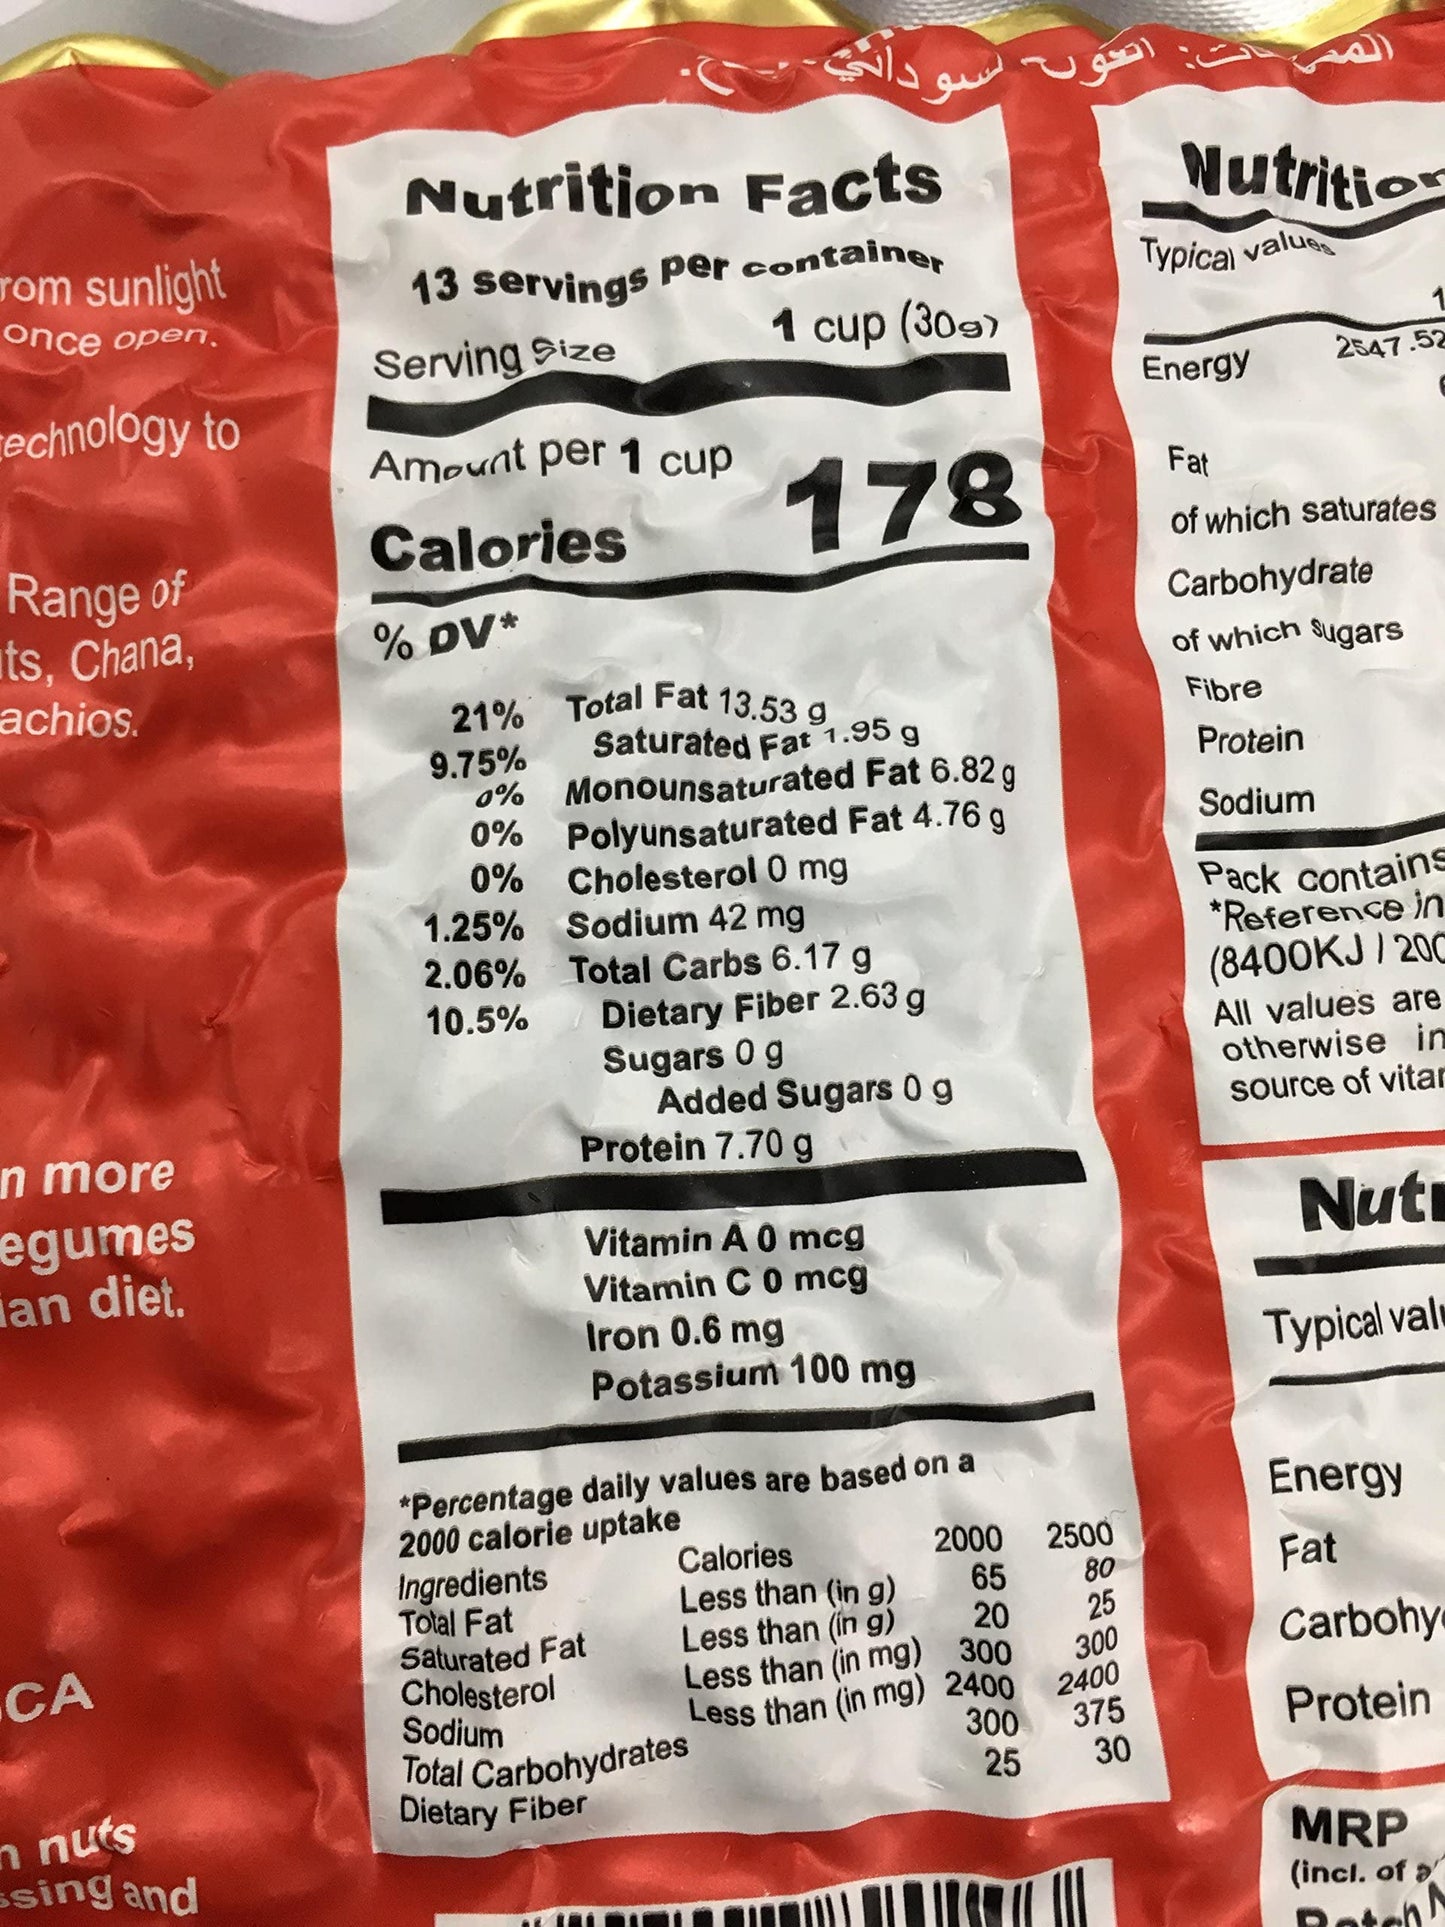 السوداني
rom sunlight
once open.
technology to
Range of
ts, Chana,
achios.
n more
egumes
ian diet.
CA
n nuts
ssing and
Nutrition Facts
13 servings per container
Serving Size 1 cup (30g)
Amount per 1 cup
Calories 178
% DV*
21% Total Fat 13.53 g
9.75% Saturated Fat 1.95 g
0% Monounsaturated Fat 6.82 g
0% Polyunsaturated Fat 4.76 g
0% Cholesterol 0 mg
1.25% Sodium 42 mg
2.06% Total Carbs 6.17 g
10.5% Dietary Fiber 2.63 g
Sugars 0 g
Added Sugars 0 g
Protein 7.70 g
Vitamin A 0 mcg
Vitamin C 0 mcg
Iron 0.6 mg
Potassium 100 mg
*Percentage daily values are based on a
2000 calorie uptake
Calories 2000 2500
Ingredients Less than (in g) 65 80
Total Fat Less than (in g) 20 25
Saturated Fat Less than (in mg) 300 300
Cholesterol Less than (in mg) 2400 2400
Sodium 300 375
Total Carbohydrates 25 30
Dietary Fiber
Nutrition
Typical values
1
Energy 2547.52
Fat
of which saturates
Carbohydrate
of which Sugars
Fibre
Protein
Sodium
Pack contains
*Reference in
(8400KJ / 200
All values are
otherwise in
source of vitam
Nutr
Typical valu
Energy
Fat
Carbohy
Protein
MRP
(incl. of a
Batch N